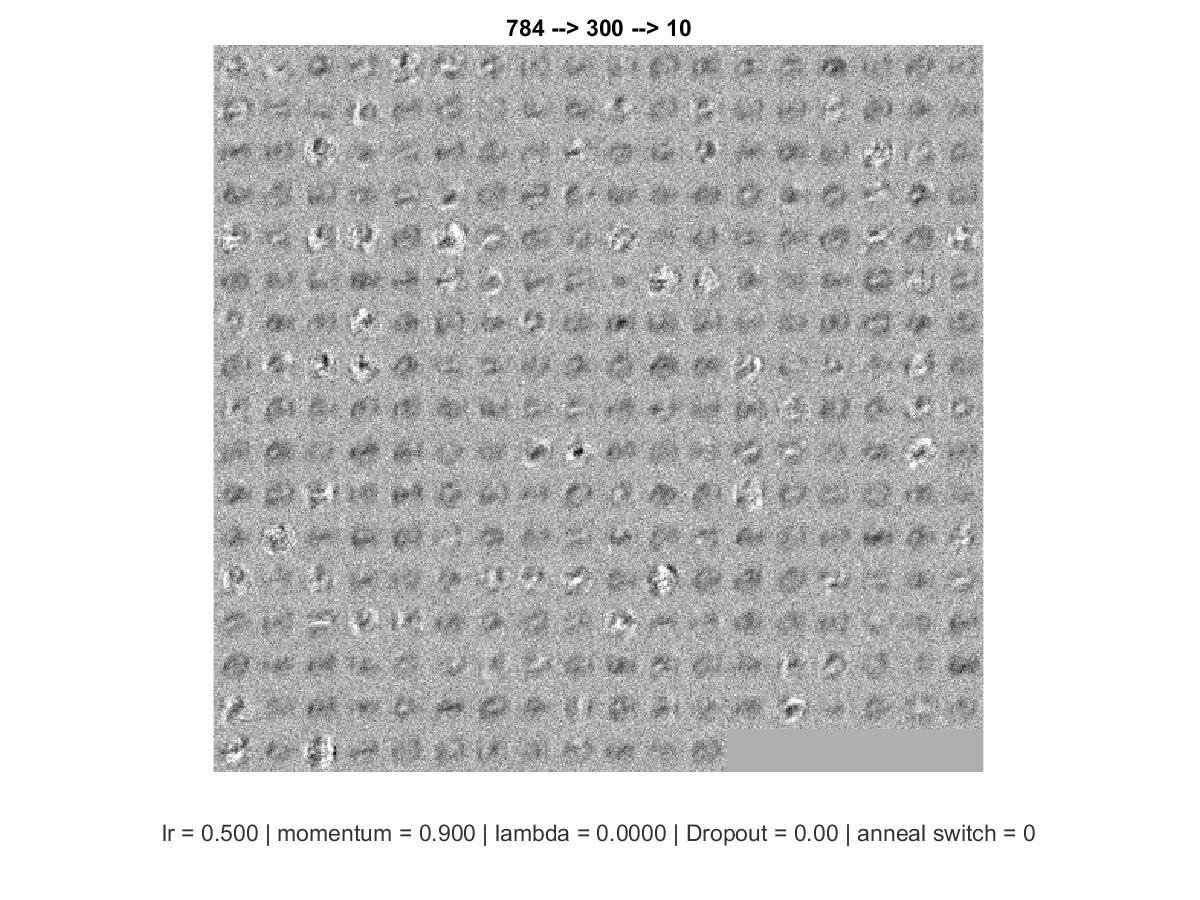 784 --> 300 --> 10
lr = 0.500 | momentum = 0.900 | lambda = 0.0000 | Dropout = 0.00 | anneal switch = 0